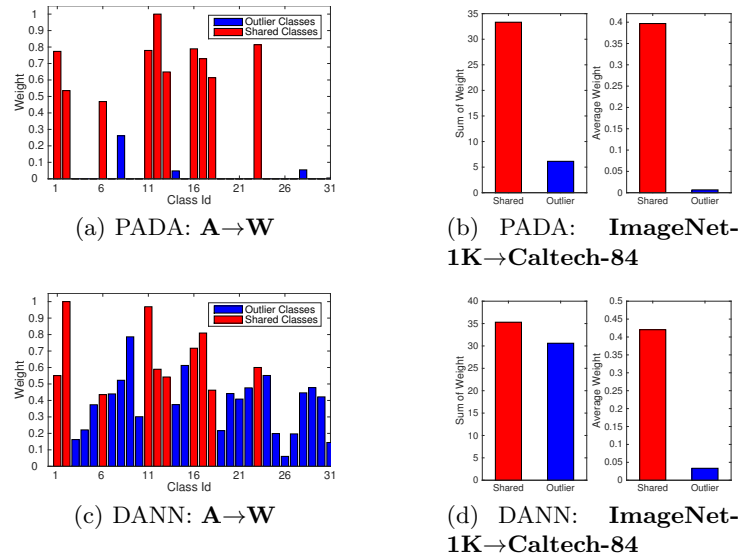 1
0.9
0.8
0.7
0.6
0.5
0.4
0.3
0.2
0.1
0
Weight
Outlier Classes
Shared Classes
1 6 11 16 21 26 31
Class Id
(a) PADA: A→W
40
35
30
25
20
15
10
5
0
Sum of Weight
Shared Outlier
0.4
0.35
0.3
0.25
0.2
0.15
0.1
0.05
0
Average Weight
Shared Outlier
(b) PADA: ImageNet-
1K→Caltech-84
1
0.9
0.8
0.7
0.6
0.5
0.4
0.3
0.2
0.1
0
Weight
Outlier Classes
Shared Classes
1 6 11 16 21 26 31
Class Id
(c) DANN: A→W
40
35
30
25
20
15
10
5
0
Sum of Weight
Shared Outlier
0.5
0.45
0.4
0.35
0.3
0.25
0.2
0.15
0.1
0.05
0
Average Weight
Shared Outlier
(d) DANN: ImageNet-
1K→Caltech-84